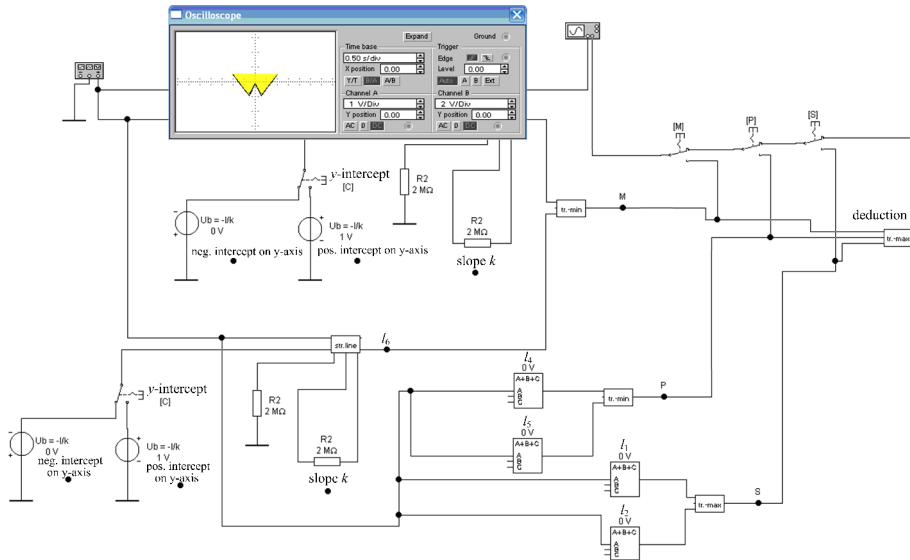 Oscilloscope
Expand
Ground
Time base
0.50 s/div
X position 0.00
Y/T B/A A/B
Trigger
Edge
Level 0.00
Auto A B Ext
Channel A
1 V/Div
Y position 0.00
AC 0 DC
Channel B
2 V/Div
Y position 0.00
AC 0 DC
[M]
[P]
[S]
y-intercept
[C]
R2
2 MΩ
Ub = -l/k
0 V
Ub = -l/k
1 V
neg. intercept on y-axis
pos. intercept on y-axis
R2
2 MΩ
slope k
tr.-min
M
deduction
tr.-max
str.line
l6
y-intercept
[C]
Ub = -l/k
0 V
neg. intercept
on y-axis
Ub = -l/k
1 V
pos. intercept
on y-axis
R2
2 MΩ
R2
2 MΩ
slope k
l4
0 V
A+B+C
A
B
C
tr.-min
P
l5
0 V
A+B+C
A
B
C
l1
0 V
A+B+C
A
B
C
tr.-max
S
l2
0 V
A+B+C
A
B
C